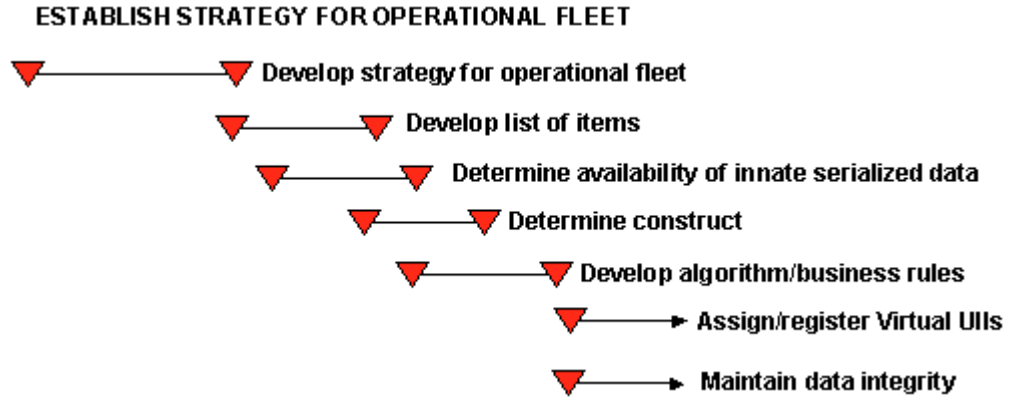 ESTABLISH STRATEGY FOR OPERATIONAL FLEET
Develop strategy for operational fleet
Develop list of items
Determine availability of innate serialized data
Determine construct
Develop algorithm/business rules
Assign/register Virtual UIIs
Maintain data integrity